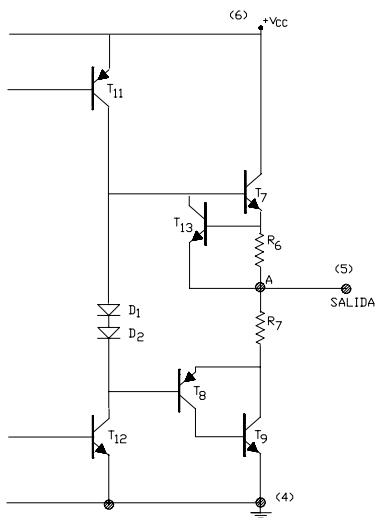 (6)
+VCC
T11
T7
T13
R6
(5)
A
SALIDA
D1
R7
D2
T8
T12
T9
(4)